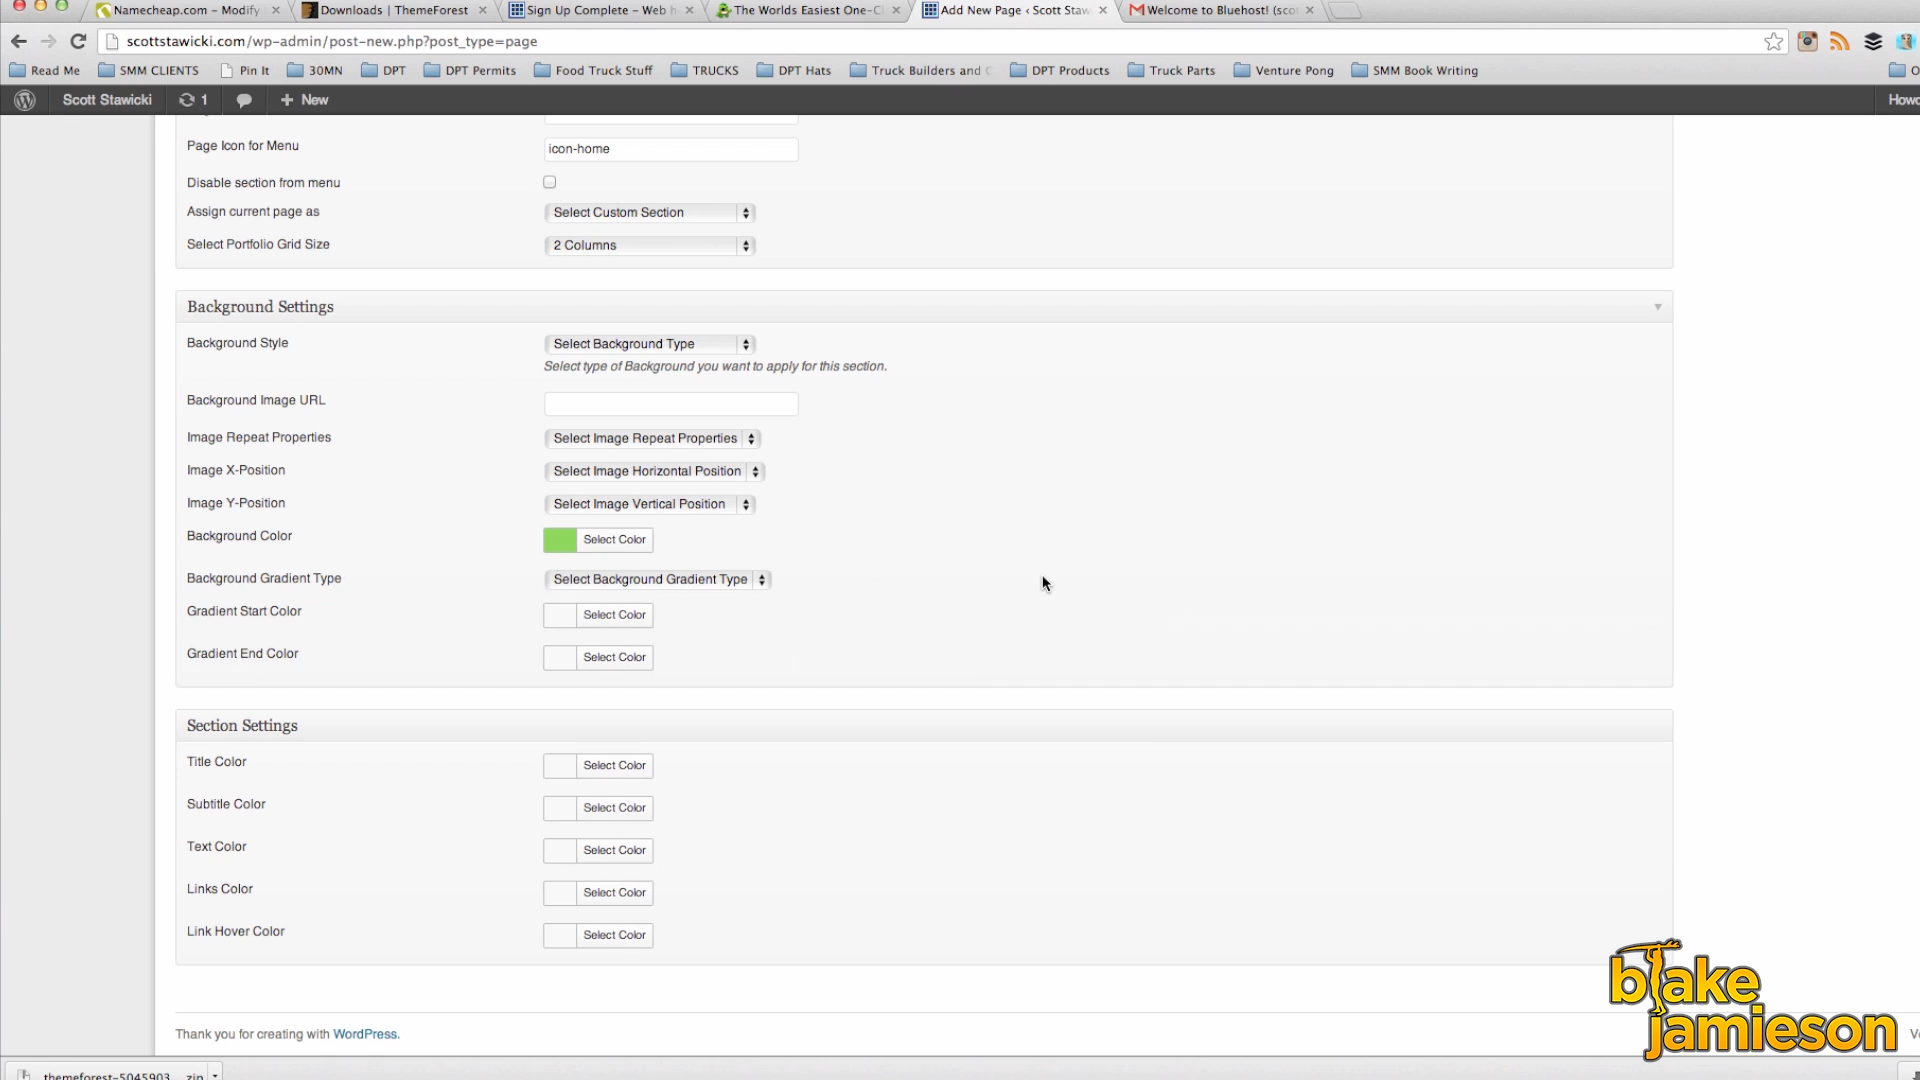 Namecheap.com – Modify
Downloads | ThemeForest
Sign Up Complete – Web h
The Worlds Easiest One-Cl
Add New Page ‹ Scott Staw
Welcome to Bluehost! (sco
scottstawicki.com/wp-admin/post-new.php?post_type=page
Read Me
SMM CLIENTS
Pin It
30MN
DPT
DPT Permits
Food Truck Stuff
TRUCKS
DPT Hats
Truck Builders and C
DPT Products
Truck Parts
Venture Pong
SMM Book Writing
O
Scott Stawicki
1
+ New
Howd
Page Icon for Menu
icon-home
Disable section from menu
Assign current page as
Select Custom Section
Select Portfolio Grid Size
2 Columns
Background Settings
Background Style
Select Background Type
Select type of Background you want to apply for this section.
Background Image URL
Image Repeat Properties
Select Image Repeat Properties
Image X-Position
Select Image Horizontal Position
Image Y-Position
Select Image Vertical Position
Background Color
Select Color
Background Gradient Type
Select Background Gradient Type
Gradient Start Color
Select Color
Gradient End Color
Select Color
Section Settings
Title Color
Select Color
Subtitle Color
Select Color
Text Color
Select Color
Links Color
Select Color
Link Hover Color
Select Color
blake
jamieson
Thank you for creating with WordPress.
themeforest-5045903....zip